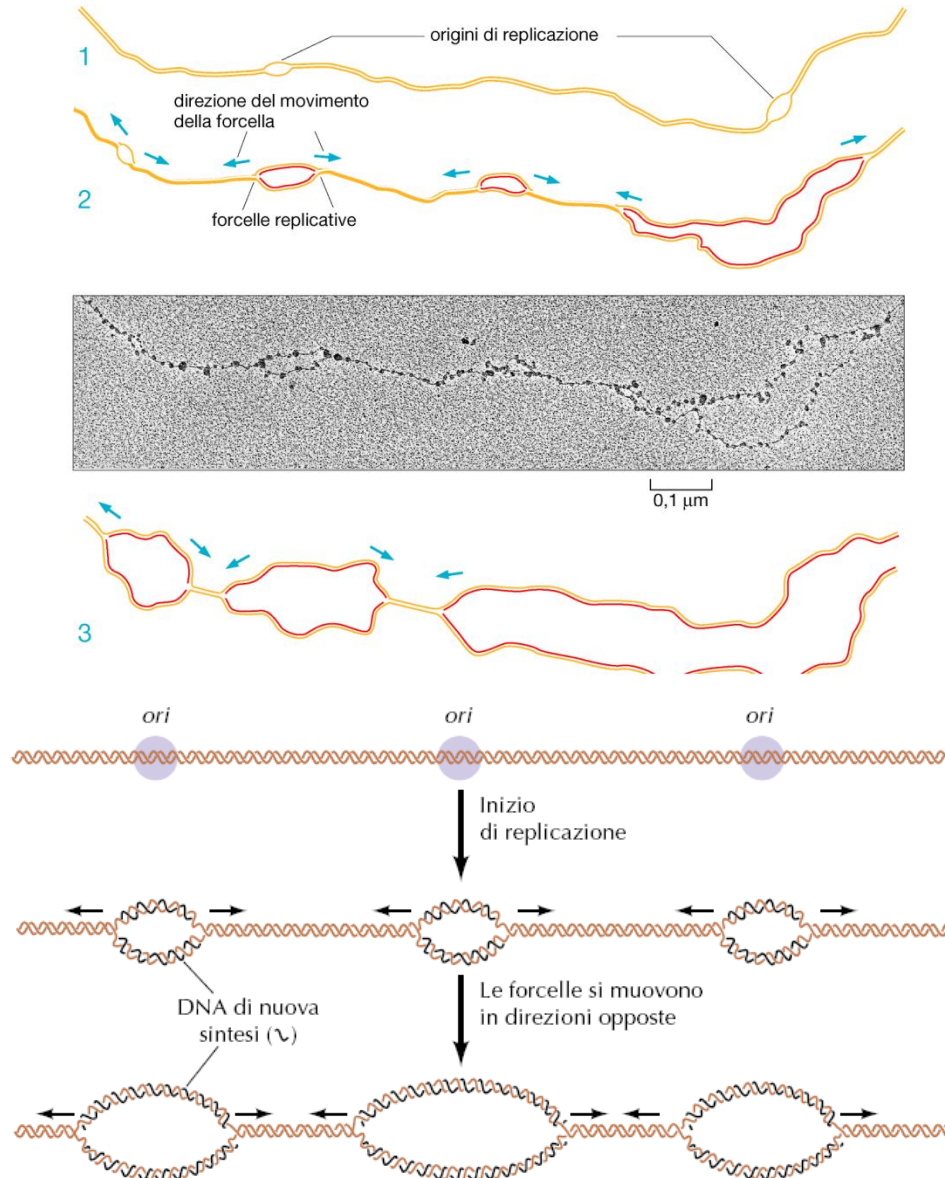 1
origini di replicazione
direzione del movimento
della forcella
2
forcelle replicative
0,1 μm
3
ori
ori
ori
Inizio
di replicazione
DNA di nuova
sintesi ( )
Le forcelle si muovono
in direzioni opposte